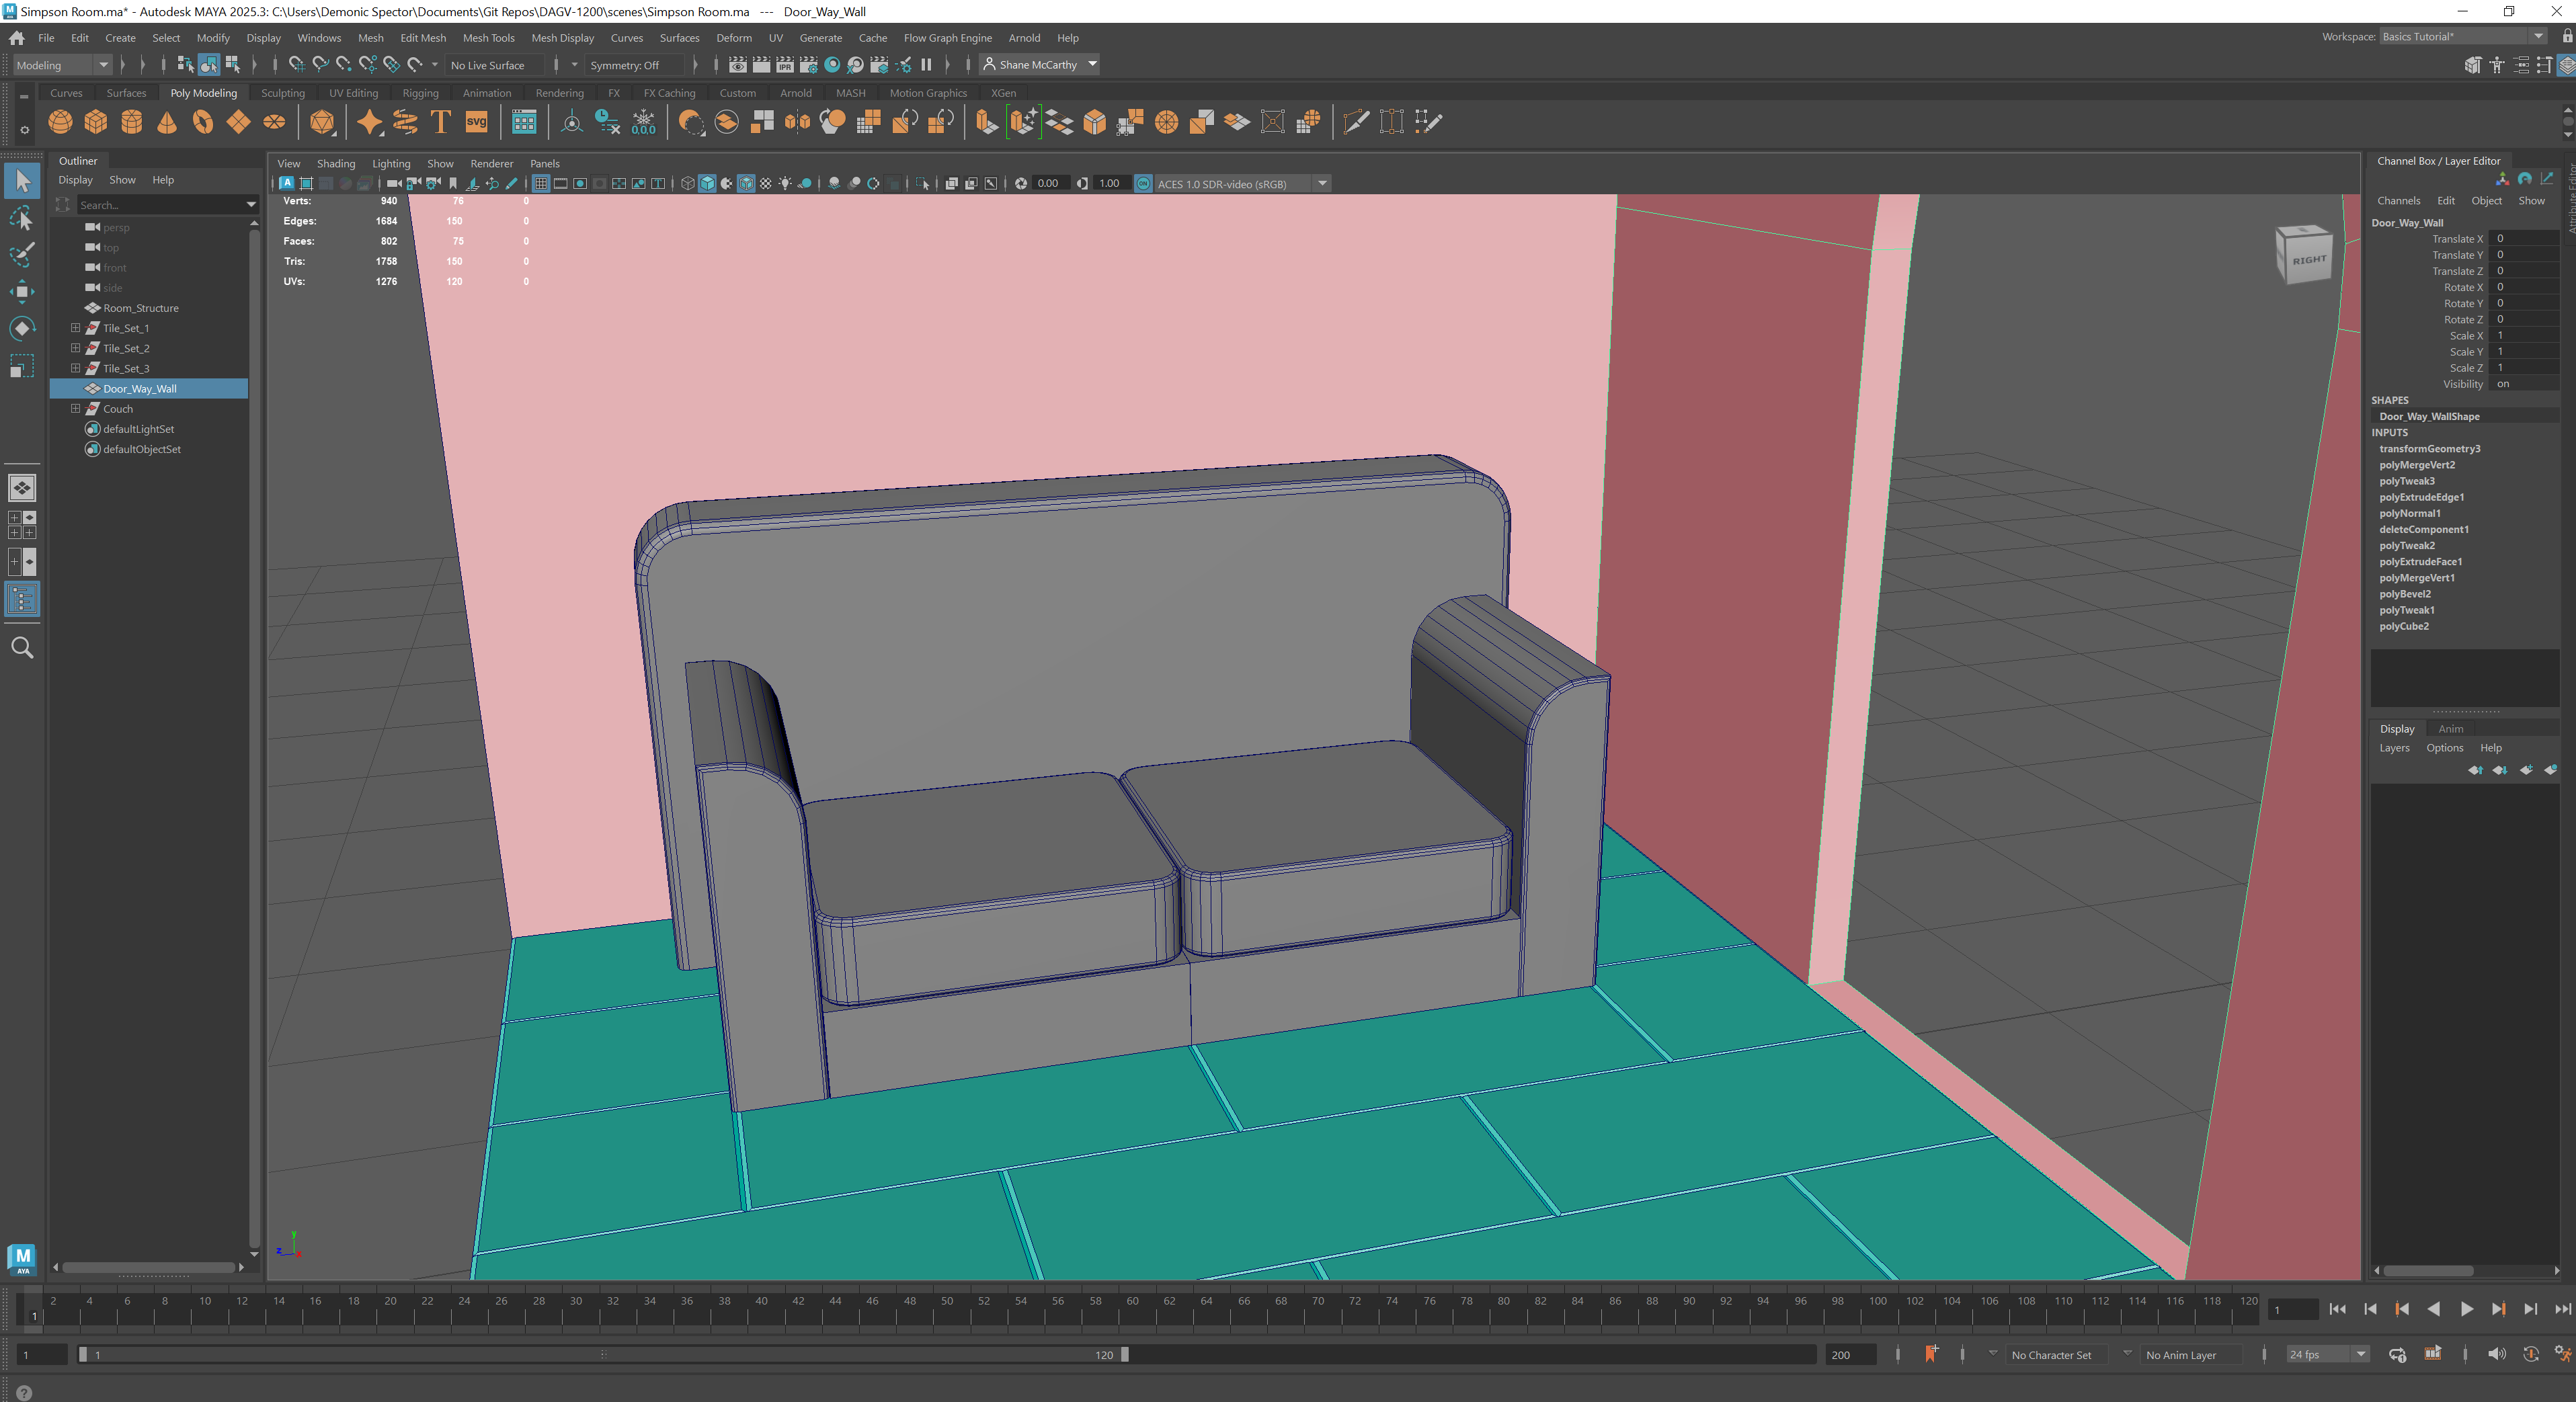 Simpson Room.ma* - Autodesk MAYA 2025.3: C:\Users\Demonic Spector\Documents\Git Repos\DAGV-1200\scenes\Simpson Room.ma --- Door_Way_Wall
File Edit Create Select Modify Display Windows Mesh Edit Mesh Mesh Tools Mesh Display Curves Surfaces Deform UV Generate Cache Flow Graph Engine Arnold Help
Workspace: Basics Tutorial*
Modeling No Live Surface Symmetry: Off IPR Shane McCarthy
Curves Surfaces Poly Modeling Sculpting UV Editing Rigging Animation Rendering FX FX Caching Custom Arnold MASH Motion Graphics XGen
T SVG 0,0,0
Outliner
Display Show Help
Search...
persp
top
front
side
Room_Structure
Tile_Set_1
Tile_Set_2
Tile_Set_3
Door_Way_Wall
Couch
defaultLightSet
defaultObjectSet
View Shading Lighting Show Renderer Panels
0.00 1.00 ACES 1.0 SDR-video (sRGB)
Verts: 940 76 0
Edges: 1684 150 0
Faces: 802 75 0
Tris: 1758 150 0
UVs: 1276 120 0
RIGHT
y
z
x
Channel Box / Layer Editor
Attribute Editor
Channels Edit Object Show
Door_Way_Wall
Translate X 0
Translate Y 0
Translate Z 0
Rotate X 0
Rotate Y 0
Rotate Z 0
Scale X 1
Scale Y 1
Scale Z 1
Visibility on
SHAPES
Door_Way_WallShape
INPUTS
transformGeometry3
polyMergeVert2
polyTweak3
polyExtrudeEdge1
polyNormal1
deleteComponent1
polyTweak2
polyExtrudeFace1
polyMergeVert1
polyBevel2
polyTweak1
polyCube2
Display Anim
Layers Options Help
M
AYA
2 4 6 8 10 12 14 16 18 20 22 24 26 28 30 32 34 36 38 40 42 44 46 48 50 52 54 56 58 60 62 64 66 68 70 72 74 76 78 80 82 84 86 88 90 92 94 96 98 100 102 104 106 108 110 112 114 116 118 120
1 1
1 1 120 200 No Character Set No Anim Layer 24 fps